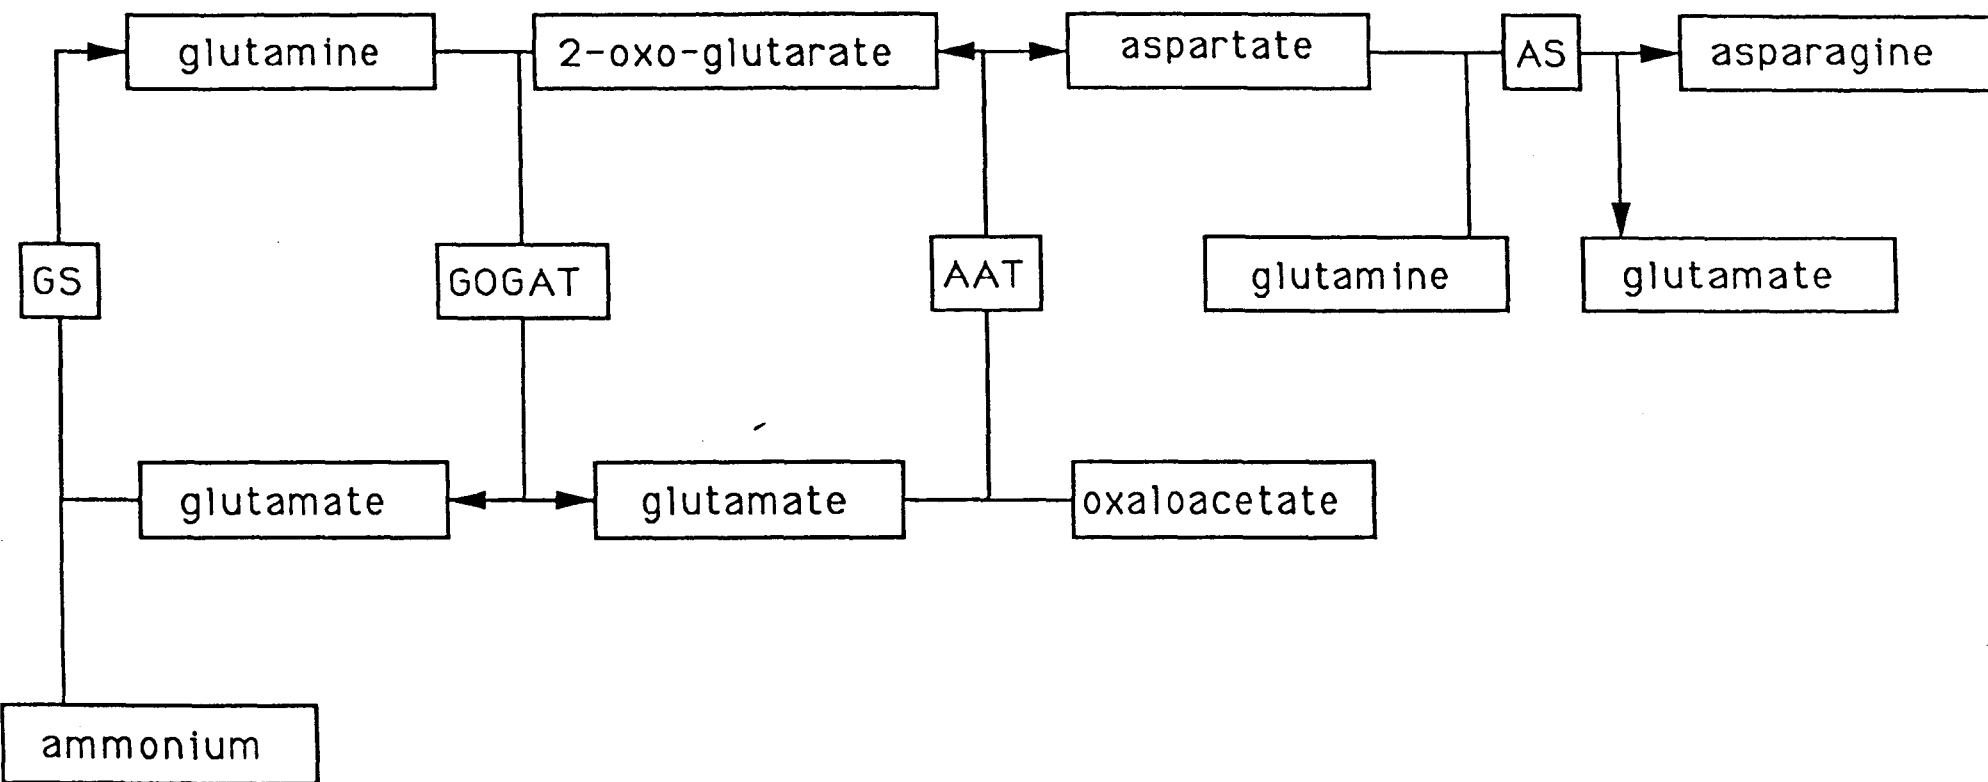 glutamine
2-oxo-glutarate
aspartate
AS
asparagine
GS
GOGAT
AAT
glutamine
glutamate
glutamate
glutamate
oxaloacetate
ammonium